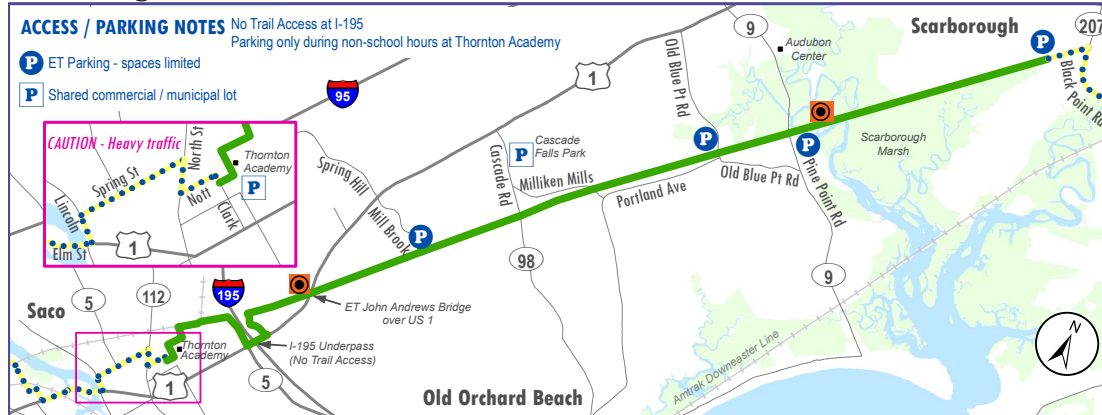 ACCESS / PARKING NOTES
No Trail Access at I-195
Parking only during non-school hours at Thornton Academy
P ET Parking - spaces limited
P Shared commercial / municipal lot
CAUTION - Heavy traffic
North St
Thornton
Academy
P
Spring St
Nott
Clark
Lincoln
Elm St
1
95
1
9
Old Blue Pt Rd
Audubon
Center
Scarborough
207
P
Black Point Rd
Scarborough
Marsh
P
P
Cascade
Falls Park
P
Cascade Rd
Milliken Mills
Portland Ave
Old Blue Pt Rd
Pine Point Rd
Spring Hill
Mill Brook
P
98
9
195
ET John Andrews Bridge
over US 1
I-195 Underpass
(No Trail Access)
Saco
5
112
Thornton
Academy
1
5
Old Orchard Beach
Amtrak Downeaster Line
N